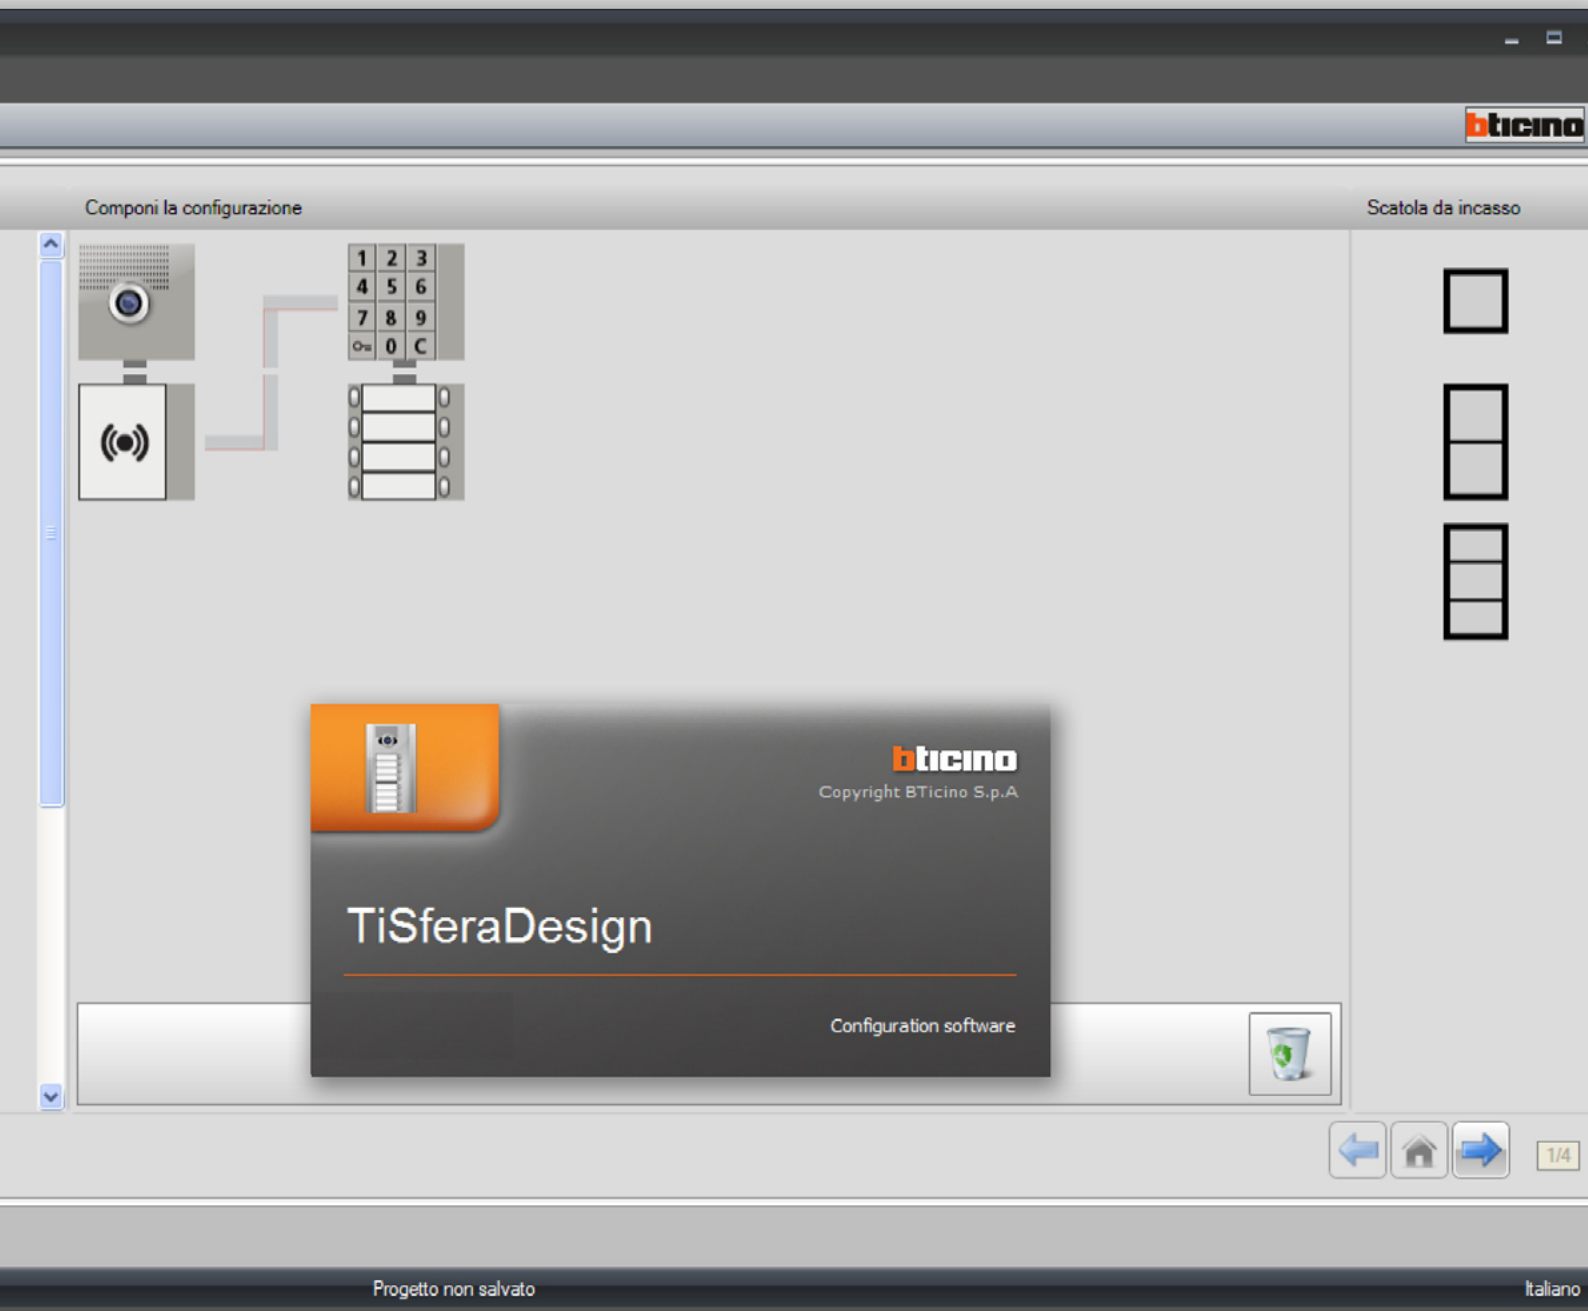 bticino
Componi la configurazione
Scatola da incasso
1 2 3
4 5 6
7 8 9
0 C
bticino
Copyright BTicino S.p.A
TiSferaDesign
Configuration software
1/4
Progetto non salvato
Italiano